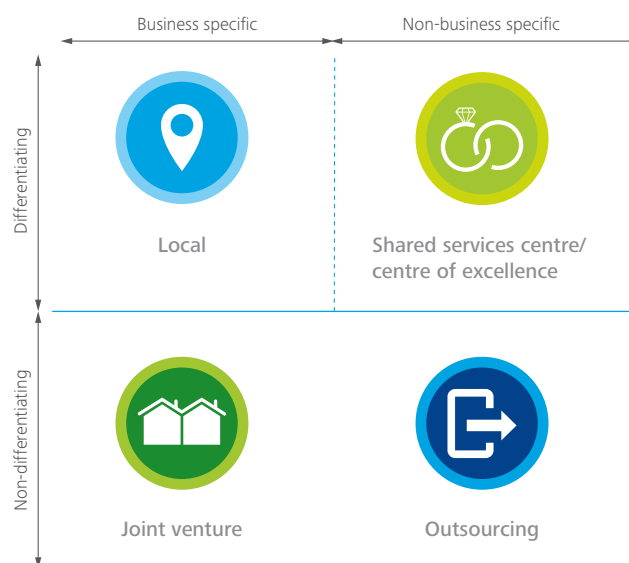 Business specific
Non-business specific
Differentiating
Local
Shared services centre/
centre of excellence
Non-differentiating
Joint venture
Outsourcing